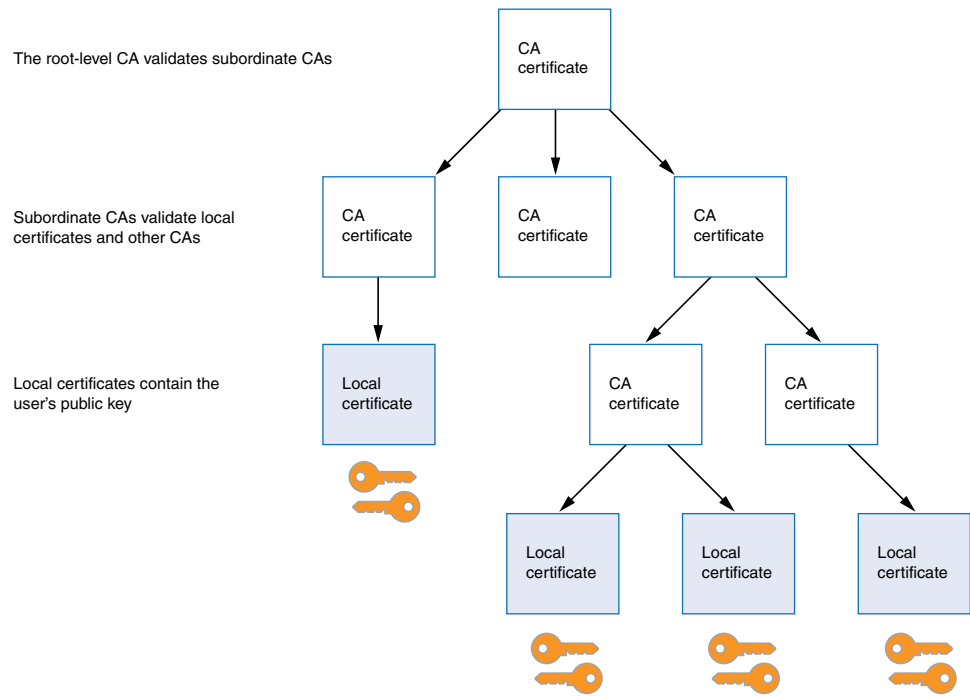 The root-level CA validates subordinate CAs
CA
certificate
Subordinate CAs validate local
certificates and other CAs
CA
certificate
CA
certificate
CA
certificate
Local certificates contain the
user's public key
Local
certificate
CA
certificate
CA
certificate
Local
certificate
Local
certificate
Local
certificate